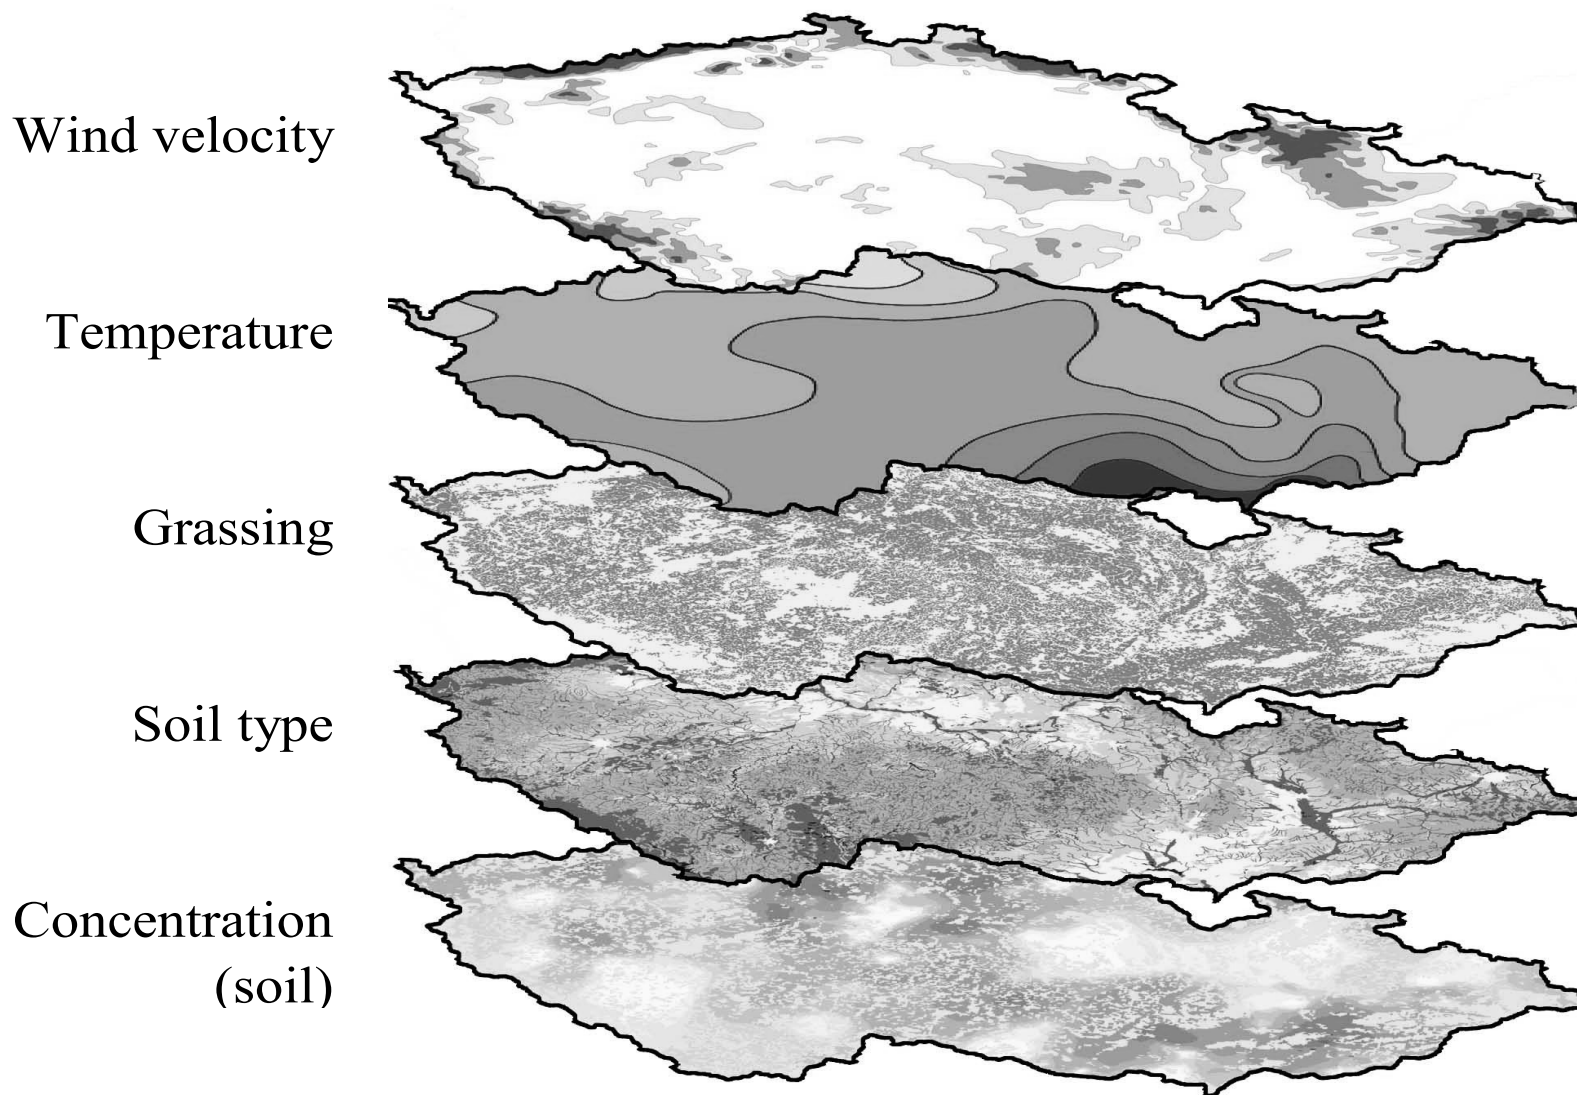 Wind velocity
Temperature
Grassing
Soil type
Concentration
(soil)